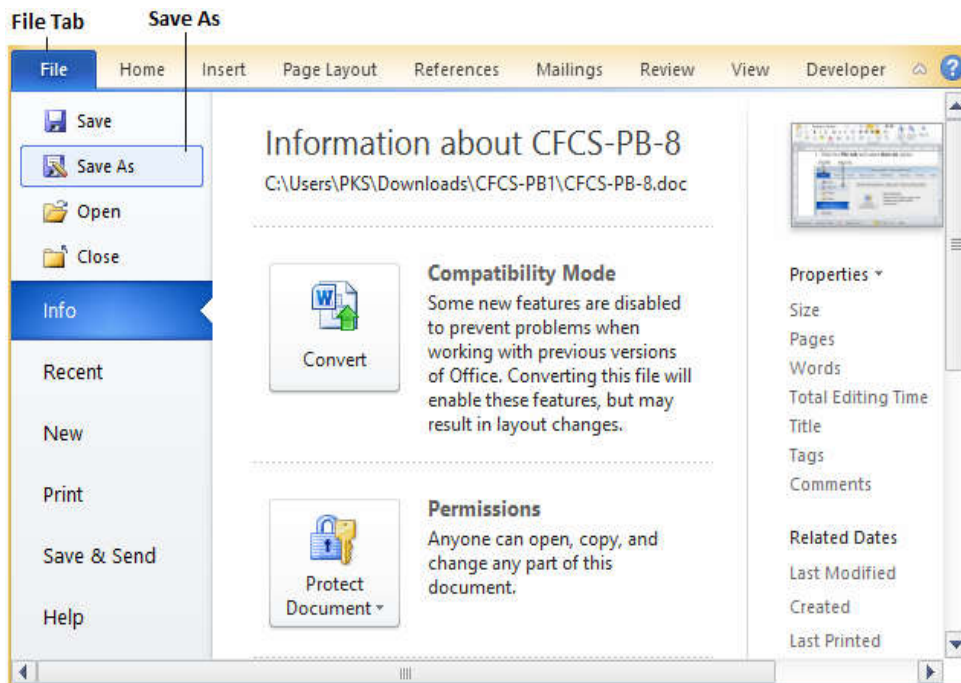 File Tab
Save As
File
Home
Insert
Page Layout
References
Mailings
Review
View
Developer
Save
Save As
Open
Close
Info
Recent
New
Print
Save & Send
Help
Information about CFCS-PB-8
C:\Users\PKS\Downloads\CFCS-PB1\CFCS-PB-8.doc
Convert
Compatibility Mode
Some new features are disabled
to prevent problems when
working with previous versions
of Office. Converting this file will
enable these features, but may
result in layout changes.
Protect
Document
Permissions
Anyone can open, copy, and
change any part of this
document.
Properties
Size
Pages
Words
Total Editing Time
Title
Tags
Comments
Related Dates
Last Modified
Created
Last Printed